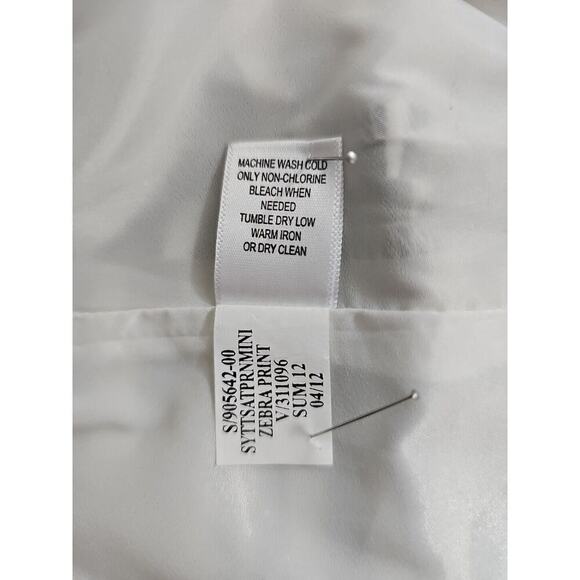 MACHINE WASH COLD
ONLY NON-CHLORINE
BLEACH WHEN
NEEDED
TUMBLE DRY LOW
WARM IRON
OR DRY CLEAN
S/905642-00
SYTTSATPRNMINI
ZEBRA PRINT
V/311096
SUM 12
04/12